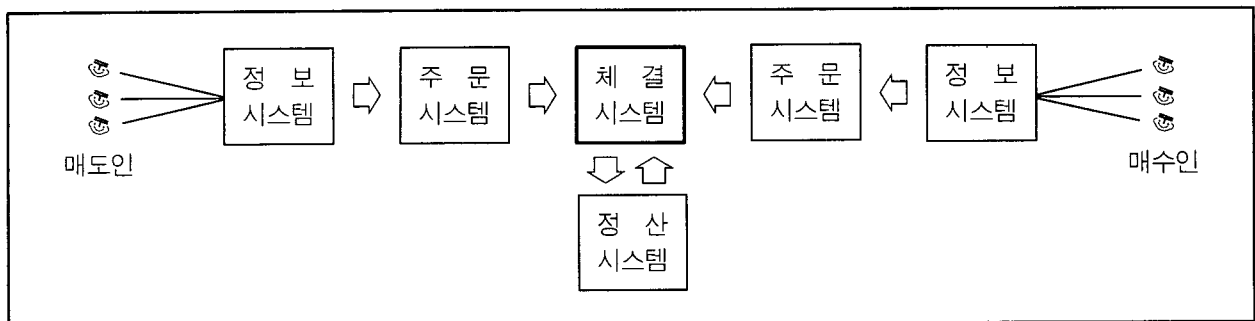 정 보
시스템
주 문
시스템
체 결
시스템
주 문
시스템
정 보
시스템
매도인
매수인
정 산
시스템